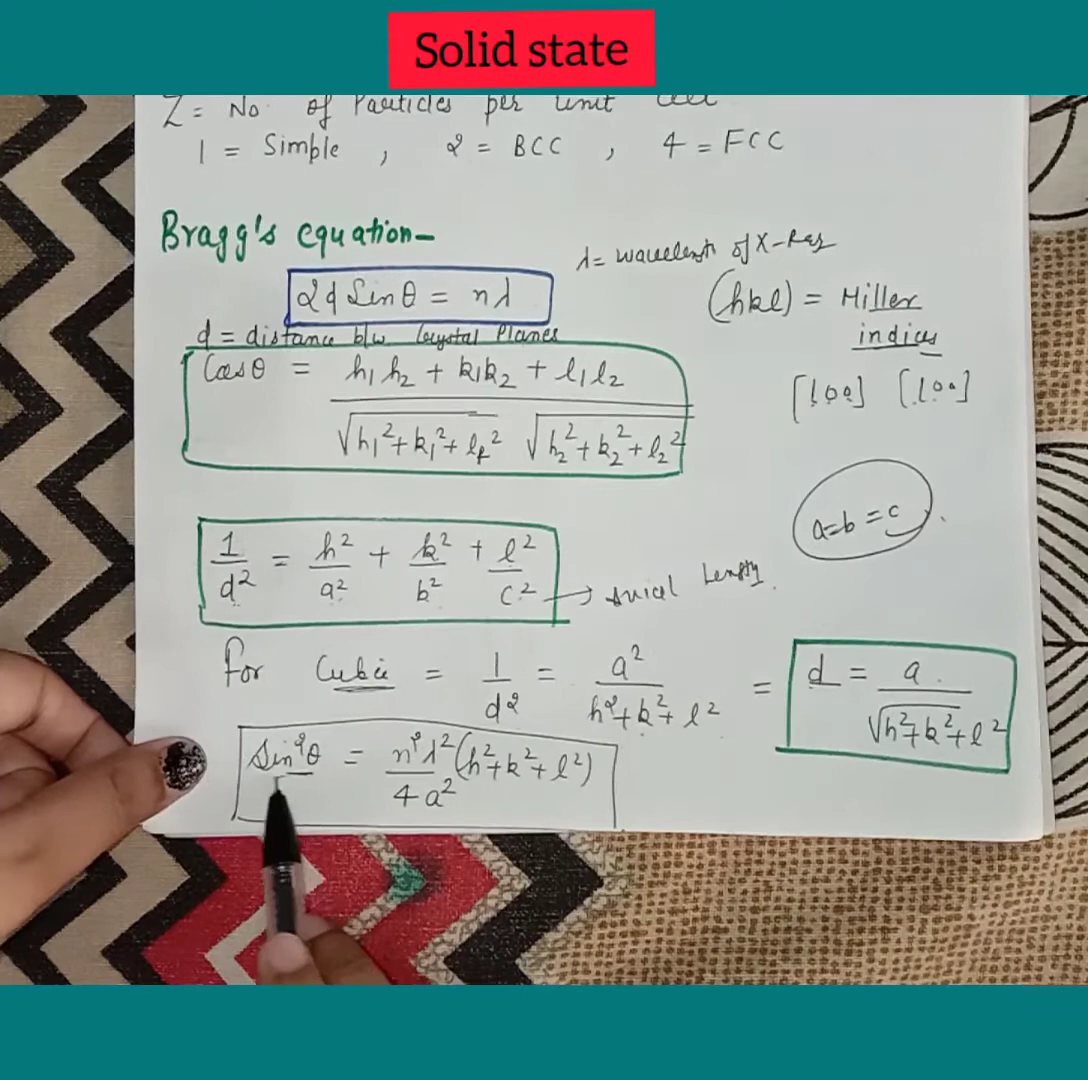 Solid state
Z = No. of Particles per unit cell
1 = Simple , 2 = BCC , 4 = FCC
Bragg's equation-
λ = wavelenth of X-Ray
2d Sinθ = nλ
(hkl) = Miller indices
d = distance b/w Crystal Planes
[100] [100]
Cosθ = h₁h₂ + k₁k₂ + l₁l₂ / √h₁²+k₁²+l₁² √h₂²+k₂²+l₂²
a=b=c
1/d² = h²/a² + k²/b² + l²/c² → Axial Length
For Cubic = 1/d² = a²/h²+k²+l² = d = a/√h²+k²+l²
Sin²θ = n²λ²/4a² (h²+k²+l²)